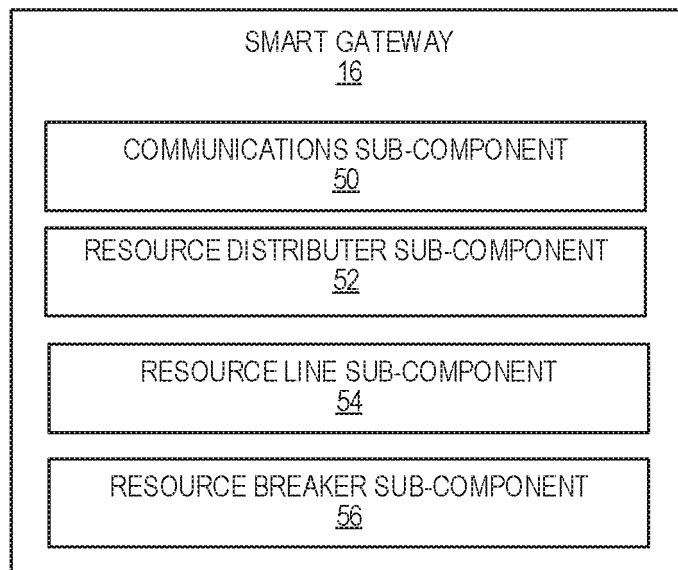 SMART GATEWAY
16
COMMUNICATIONS SUB-COMPONENT
50
RESOURCE DISTRIBUTER SUB-COMPONENT
52
RESOURCE LINE SUB-COMPONENT
54
RESOURCE BREAKER SUB-COMPONENT
56